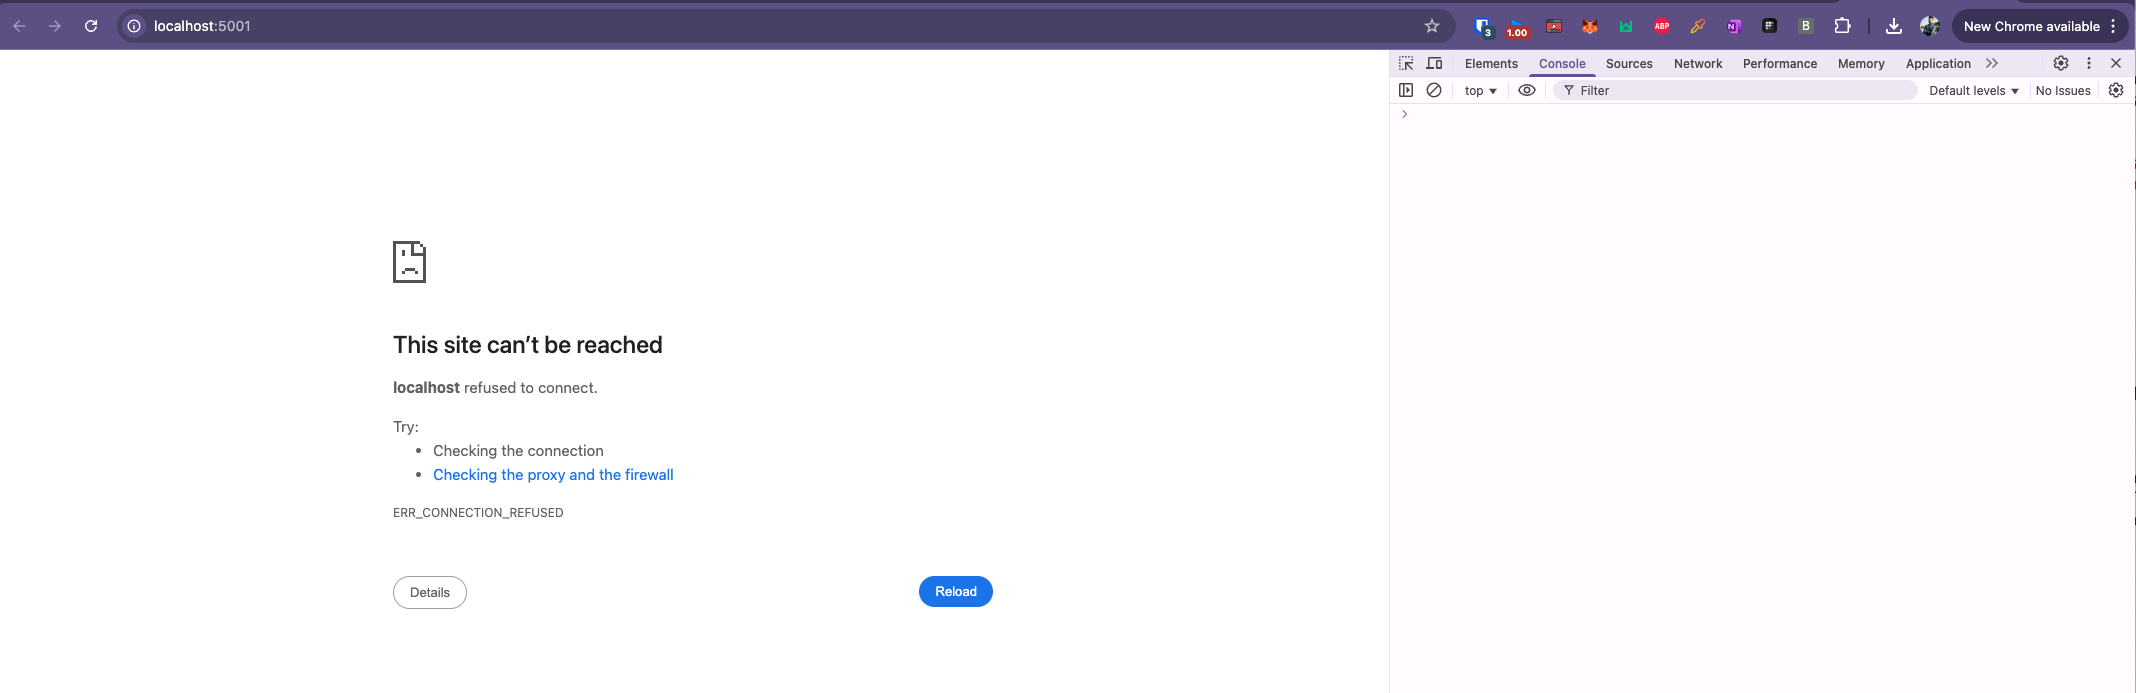 localhost:5001
3
1.00
ABP
N
B
New Chrome available
Elements Console Sources Network Performance Memory Application
top Filter Default levels No Issues
This site can’t be reached
localhost refused to connect.
Try:
Checking the connection
Checking the proxy and the firewall
ERR_CONNECTION_REFUSED
Details Reload